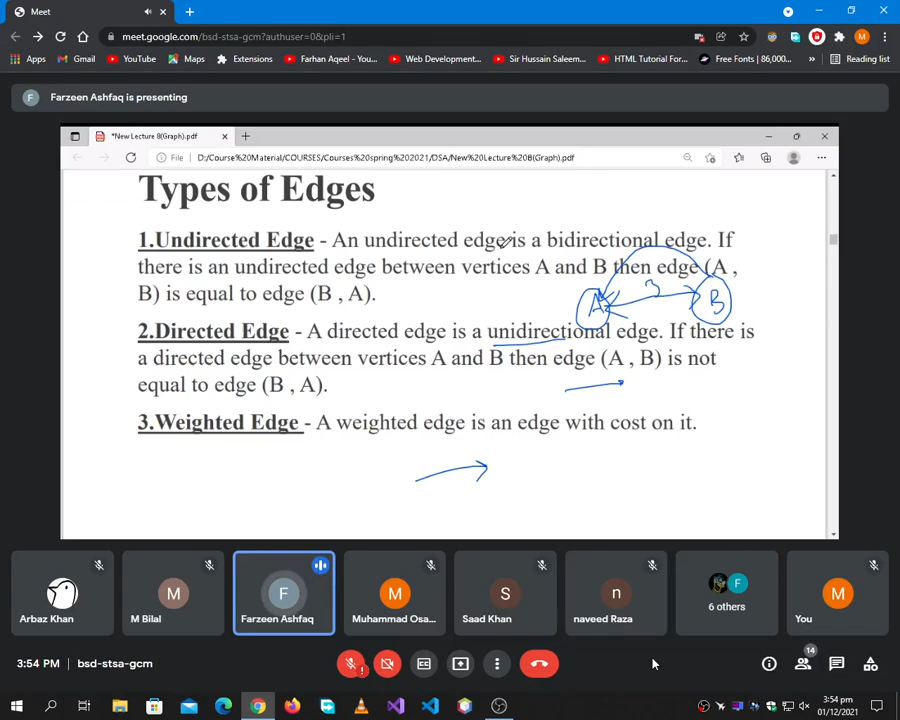 Meet
meet.google.com/bsd-stsa-gcm?authuser=0&pli=1
Apps Gmail YouTube Maps Extensions Farhan Aqeel - You... Web Development... Sir Hussain Saleem... HTML Tutorial For... Free Fonts | 86,000... » Reading list
F Farzeen Ashfaq is presenting
*New Lecture 8(Graph).pdf
File D:/Course%20Material/COURSES/Courses%20spring%202021/DSA/New%20Lecture%208(Graph).pdf
Types of Edges
1.Undirected Edge - An undirected edge is a bidirectional edge. If
there is an undirected edge between vertices A and B then edge (A ,
B) is equal to edge (B , A).
A 3 B
2.Directed Edge - A directed edge is a unidirectional edge. If there is
a directed edge between vertices A and B then edge (A , B) is not
equal to edge (B , A).
3.Weighted Edge - A weighted edge is an edge with cost on it.
M F M S n F M
6 others
Arbaz Khan M Bilal Farzeen Ashfaq Muhammad Osa... Saad Khan naveed Raza You
3:54 PM | bsd-stsa-gcm
CC
14
3:54 pm
01/12/2021